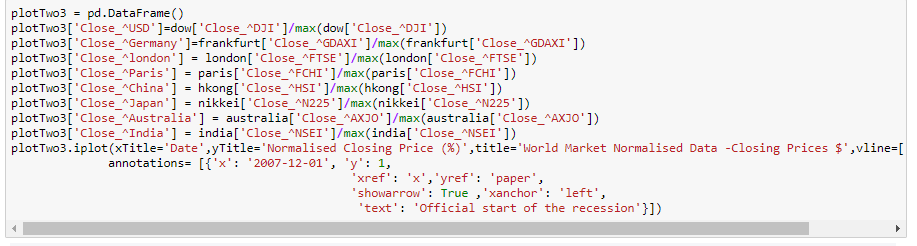 plotTwo3 = pd.DataFrame()
plotTwo3['Close_^USD']=dow['Close_^DJI']/max(dow['Close_^DJI'])
plotTwo3['Close_^Germany']=frankfurt['Close_^GDAXI']/max(frankfurt['Close_^GDAXI'])
plotTwo3['Close_^london'] = london['Close_^FTSE']/max(london['Close_^FTSE'])
plotTwo3['Close_^Paris'] = paris['Close_^FCHI']/max(paris['Close_^FCHI'])
plotTwo3['Close_^China'] = hkong['Close_^HSI']/max(hkong['Close_^HSI'])
plotTwo3['Close_^Japan'] = nikkei['Close_^N225']/max(nikkei['Close_^N225'])
plotTwo3['Close_^Australia'] = australia['Close_^AXJO']/max(australia['Close_^AXJO'])
plotTwo3['Close_^India'] = india['Close_^NSEI']/max(india['Close_^NSEI'])
plotTwo3.iplot(xTitle='Date',yTitle='Normalised Closing Price (%)',title='World Market Normalised Data -Closing Prices $',vline=[
annotations= [{'x': '2007-12-01', 'y': 1,
'xref': 'x','yref': 'paper',
'showarrow': True ,'xanchor': 'left',
'text': 'Official start of the recession'}])